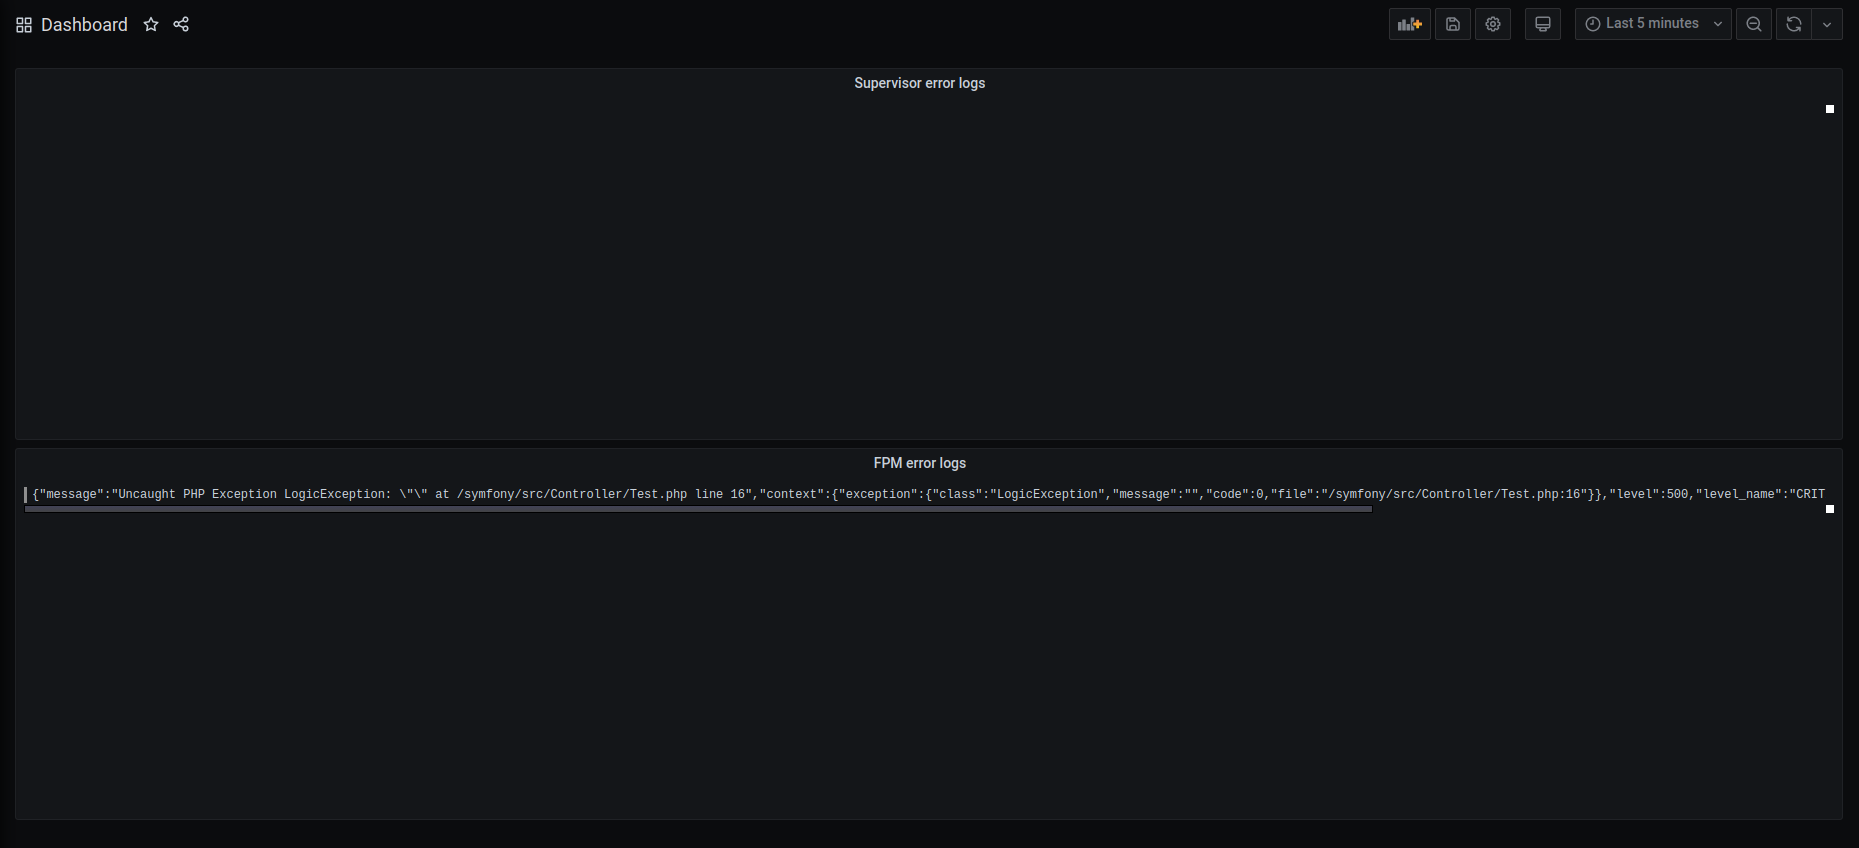 Dashboard
Last 5 minutes
Supervisor error logs
FPM error logs
{"message":"Uncaught PHP Exception LogicException: \"\" at /symfony/src/Controller/Test.php line 16","context":{"exception":{"class":"LogicException","message":"","code":0,"file":"/symfony/src/Controller/Test.php:16"}},"level":500,"level_name":"CRIT